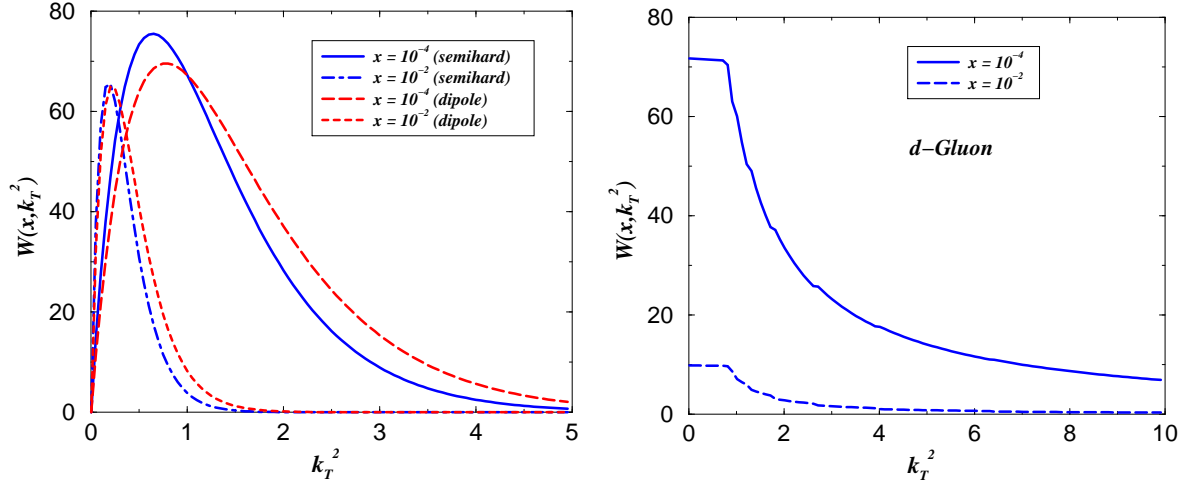 80
60
40
20
0
W(x,k_T^2)
x = 10^−4 (semihard)
x = 10^−2 (semihard)
x = 10^−4 (dipole)
x = 10^−2 (dipole)
0 1 2 3 4 5
k_T^2
80
60
40
20
0
W(x,k_T^2)
x = 10^−4
x = 10^−2
d−Gluon
0 2 4 6 8 10
k_T^2